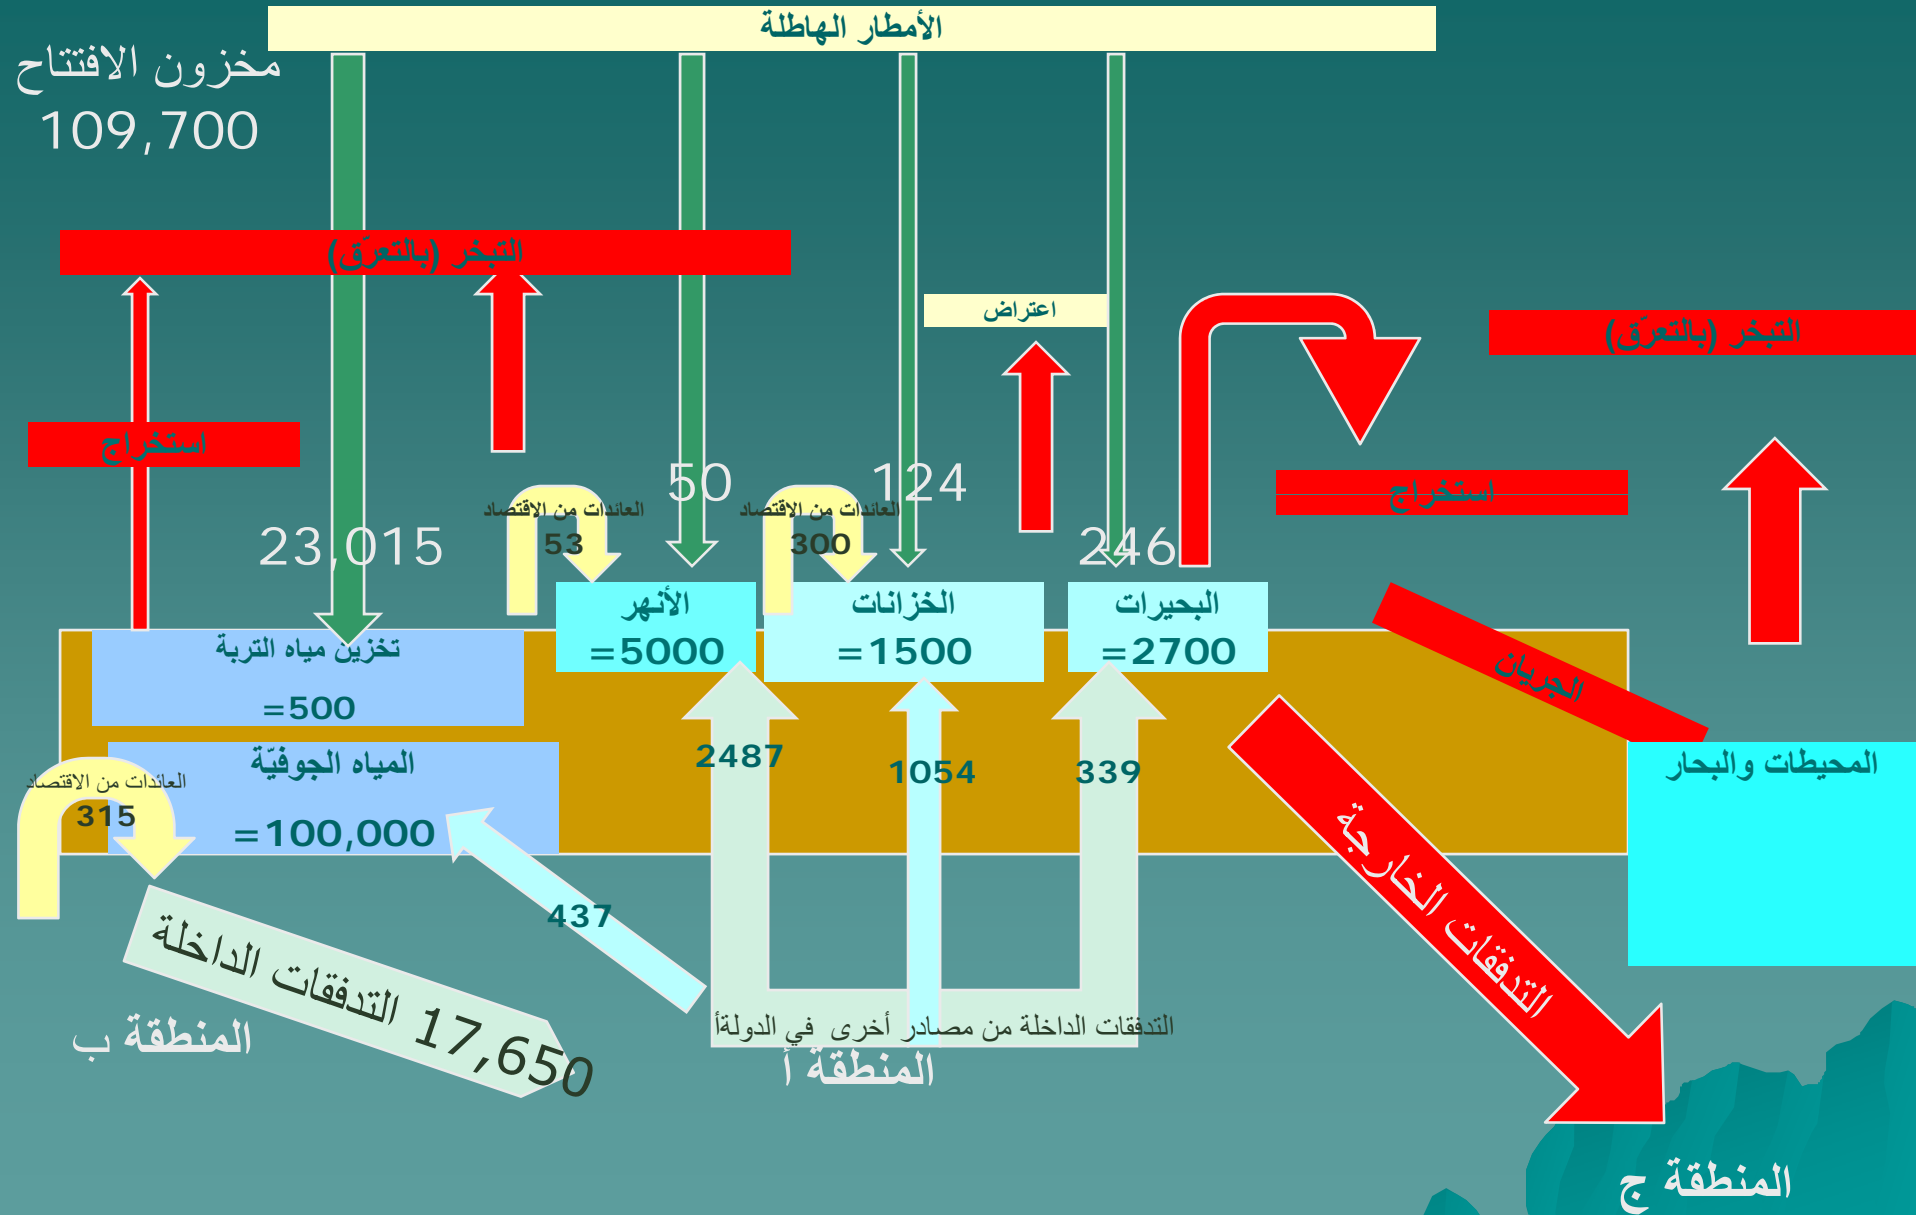 الأمطار الهاطلة
مخزون الافتتاح
109,700
التبخر (بالتعرّق)
اعتراض
التبخر (بالتعرّق)
استخراج
استخراج
50
124
العائدات من الاقتصاد
53
العائدات من الاقتصاد
300
23,015
246
الأنهر
=5000
الخزانات
=1500
البحيرات
=2700
تخزين مياه التربة
=500
الجريان
2487
1054
339
المياه الجوفيّة
=100,000
المحيطات والبحار
العائدات من الاقتصاد
315
437
التدفقات الخارجة
التدفقات الداخلة 17,650
التدفقات الداخلة من مصادر أخرى في الدولةأ
المنطقة ب
المنطقة أ
المنطقة ج